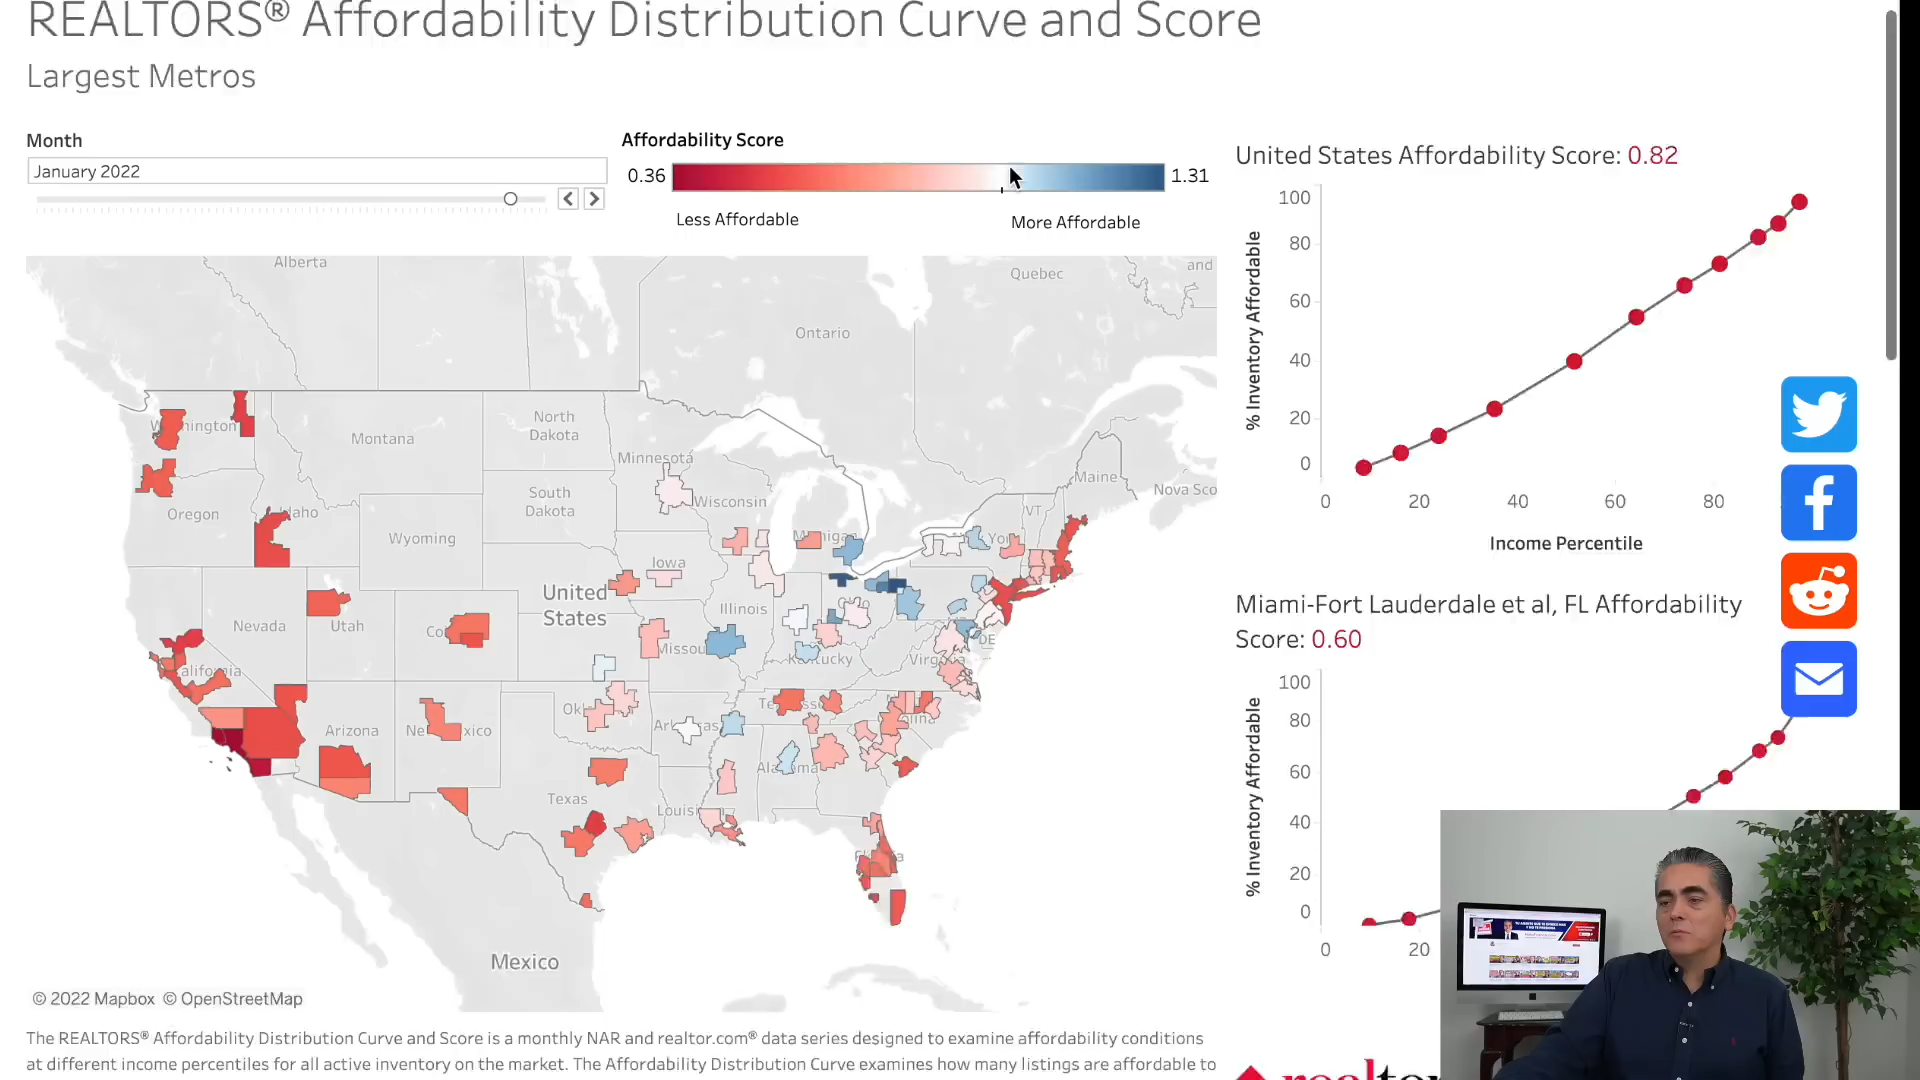 REALTORS® Affordability Distribution Curve and Score
Largest Metros
Month
January 2022
Affordability Score
0.36
1.31
Less Affordable
More Affordable
United States Affordability Score: 0.82
100
80
60
40
20
0
% Inventory Affordable
0
20
40
60
80
Income Percentile
Miami-Fort Lauderdale et al, FL Affordability
Score: 0.60
100
80
60
40
20
0
% Inventory Affordable
0
20
Alberta
Quebec
and
Ontario
Montana
North
Dakota
Minnesota
Maine
Nova Sco
South
Dakota
Wisconsin
VT
Oregon
Wyoming
Iowa
United
States
Illinois
Nevada
Utah
DE
Arizona
Texas
Mexico
© 2022 Mapbox © OpenStreetMap
The REALTORS® Affordability Distribution Curve and Score is a monthly NAR and realtor.com® data series designed to examine affordability conditions
at different income percentiles for all active inventory on the market. The Affordability Distribution Curve examines how many listings are affordable to